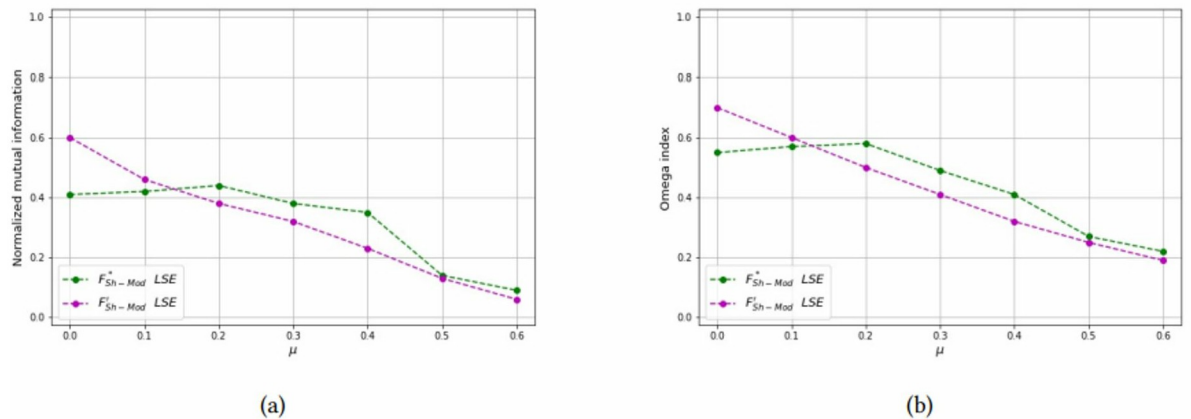 Normalized mutual information
1.0
0.8
0.6
0.4
0.2
0.0
F*Sh−Mod LSE
F'Sh−Mod LSE
0.0 0.1 0.2 0.3 0.4 0.5 0.6
μ
(a)
Omega index
1.0
0.8
0.6
0.4
0.2
0.0
F*Sh−Mod LSE
F'Sh−Mod LSE
0.0 0.1 0.2 0.3 0.4 0.5 0.6
μ
(b)